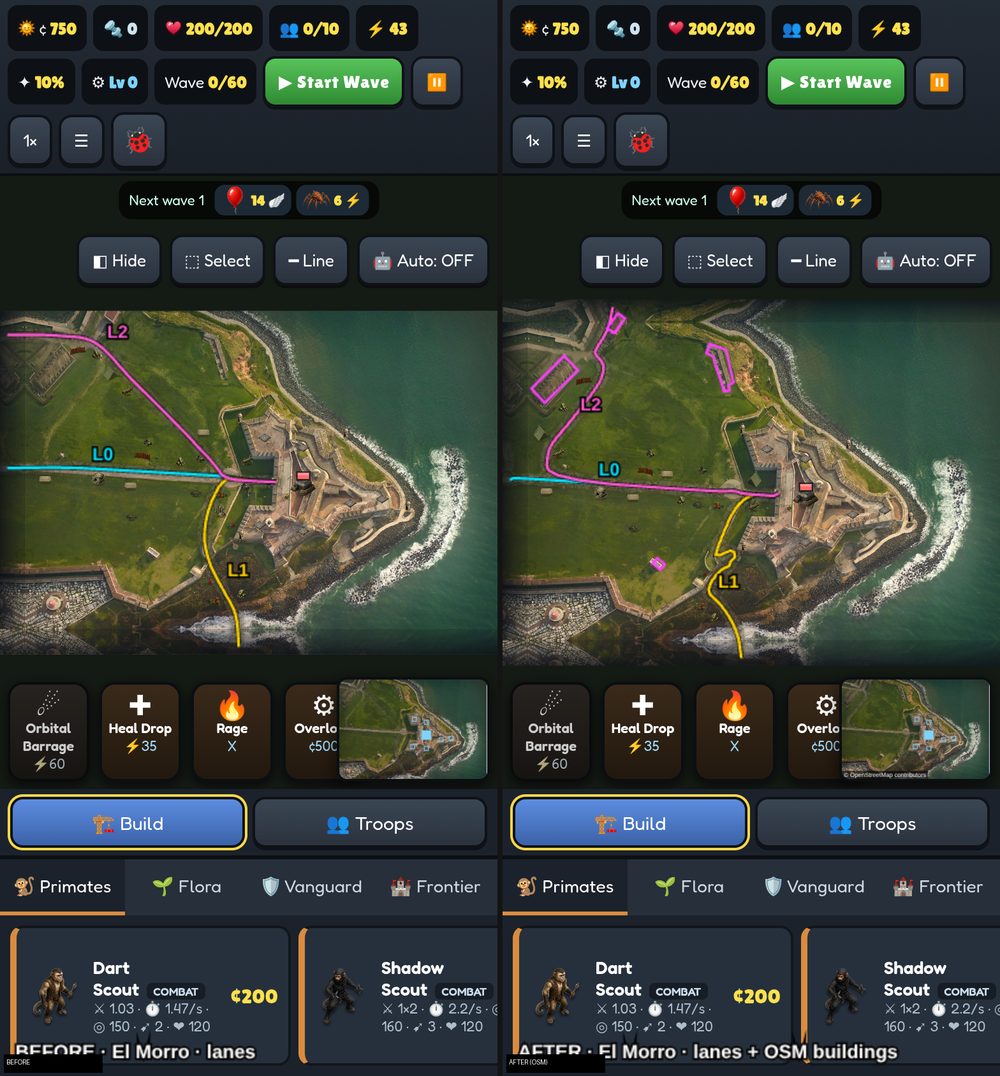 ¢ 750
0
200/200
0/10
43
10%
Lv 0
Wave 0/60
Start Wave
1×
Next wave 1
14
6
Hide
Select
Line
Auto: OFF
L2
L0
L1
Orbital Barrage
60
Heal Drop
35
Rage
X
Overlo
¢500
Build
Troops
Primates
Flora
Vanguard
Frontier
Dart Scout
COMBAT
¢200
1.03 · 1.47/s ·
150 · 2 · 120
Shadow Scout
COMBAT
1×2 · 2.2/s ·
160 · 3 · 120
BEFORE · El Morro · lanes
BEFORE
¢ 750
0
200/200
0/10
43
10%
Lv 0
Wave 0/60
Start Wave
1×
Next wave 1
14
6
Hide
Select
Line
Auto: OFF
L2
L0
L1
Orbital Barrage
60
Heal Drop
35
Rage
X
Overlo
¢500
© OpenStreetMap contributors
Build
Troops
Primates
Flora
Vanguard
Frontier
Dart Scout
COMBAT
¢200
1.03 · 1.47/s ·
150 · 2 · 120
Shadow Scout
COMBAT
1×2 · 2.2/s ·
160 · 3 · 120
AFTER · El Morro · lanes + OSM buildings
AFTER (OSM)